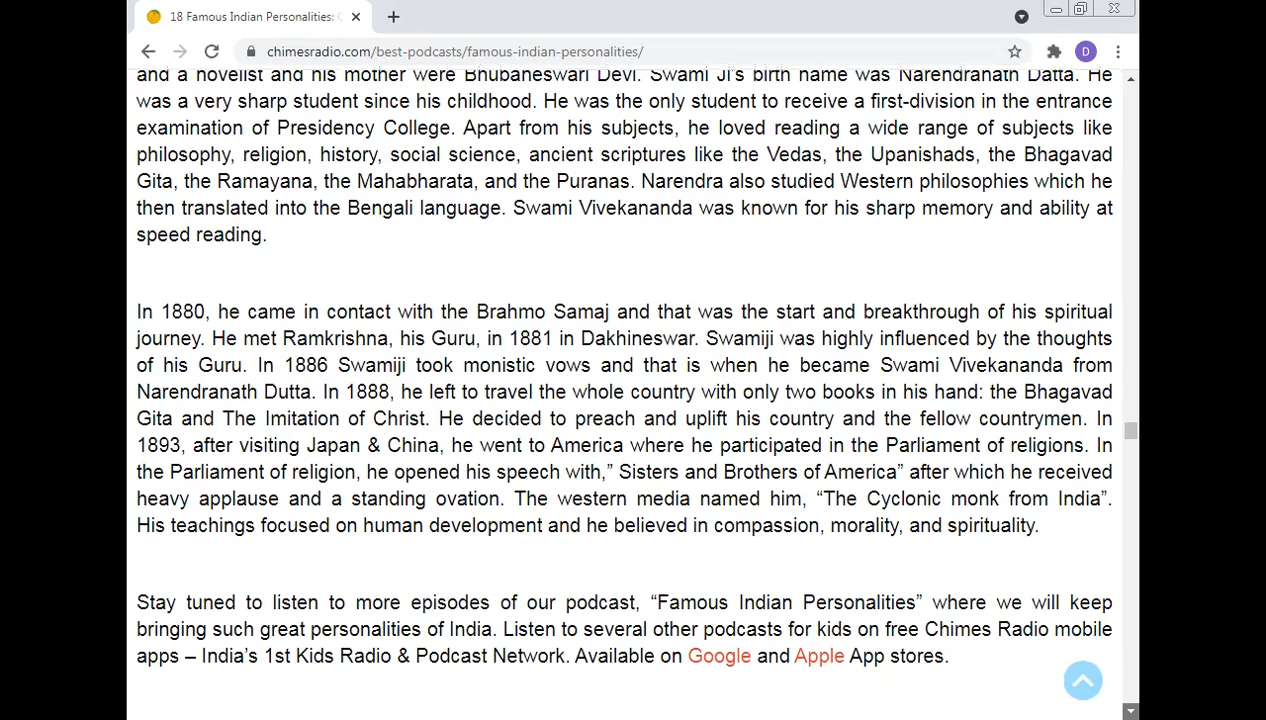 18 Famous Indian Personalities:
chimesradio.com/best-podcasts/famous-indian-personalities/
D
and a novelist and his mother were Bhubaneswari Devi. Swami Ji's birth name was Narendranath Datta. He
was a very sharp student since his childhood. He was the only student to receive a first-division in the entrance
examination of Presidency College. Apart from his subjects, he loved reading a wide range of subjects like
philosophy, religion, history, social science, ancient scriptures like the Vedas, the Upanishads, the Bhagavad
Gita, the Ramayana, the Mahabharata, and the Puranas. Narendra also studied Western philosophies which he
then translated into the Bengali language. Swami Vivekananda was known for his sharp memory and ability at
speed reading.
In 1880, he came in contact with the Brahmo Samaj and that was the start and breakthrough of his spiritual
journey. He met Ramkrishna, his Guru, in 1881 in Dakhineswar. Swamiji was highly influenced by the thoughts
of his Guru. In 1886 Swamiji took monistic vows and that is when he became Swami Vivekananda from
Narendranath Dutta. In 1888, he left to travel the whole country with only two books in his hand: the Bhagavad
Gita and The Imitation of Christ. He decided to preach and uplift his country and the fellow countrymen. In
1893, after visiting Japan & China, he went to America where he participated in the Parliament of religions. In
the Parliament of religion, he opened his speech with,” Sisters and Brothers of America” after which he received
heavy applause and a standing ovation. The western media named him, “The Cyclonic monk from India”.
His teachings focused on human development and he believed in compassion, morality, and spirituality.
Stay tuned to listen to more episodes of our podcast, “Famous Indian Personalities” where we will keep
bringing such great personalities of India. Listen to several other podcasts for kids on free Chimes Radio mobile
apps – India’s 1st Kids Radio & Podcast Network. Available on Google and Apple App stores.